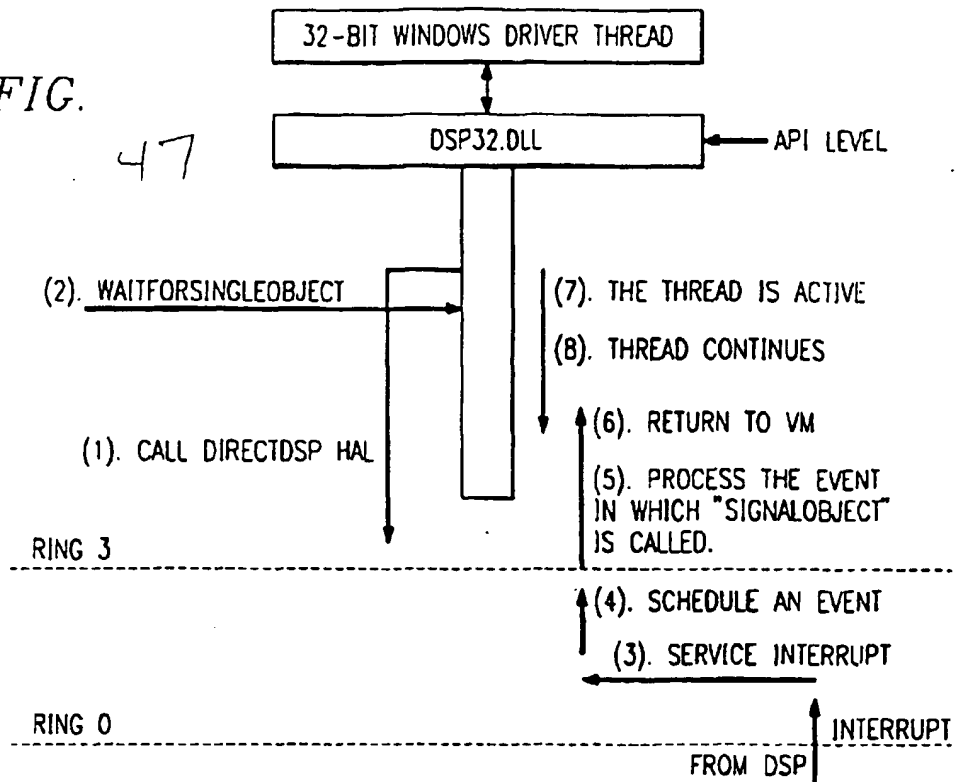 32-BIT WINDOWS DRIVER THREAD
FIG.
47
DSP32.DLL
API LEVEL
(2). WAITFORSINGLEOBJECT
(7). THE THREAD IS ACTIVE
(8). THREAD CONTINUES
(1). CALL DIRECTDSP HAL
(6). RETURN TO VM
(5). PROCESS THE EVENT
IN WHICH "SIGNALOBJECT"
IS CALLED.
RING 3
(4). SCHEDULE AN EVENT
(3). SERVICE INTERRUPT
RING 0
INTERRUPT
FROM DSP